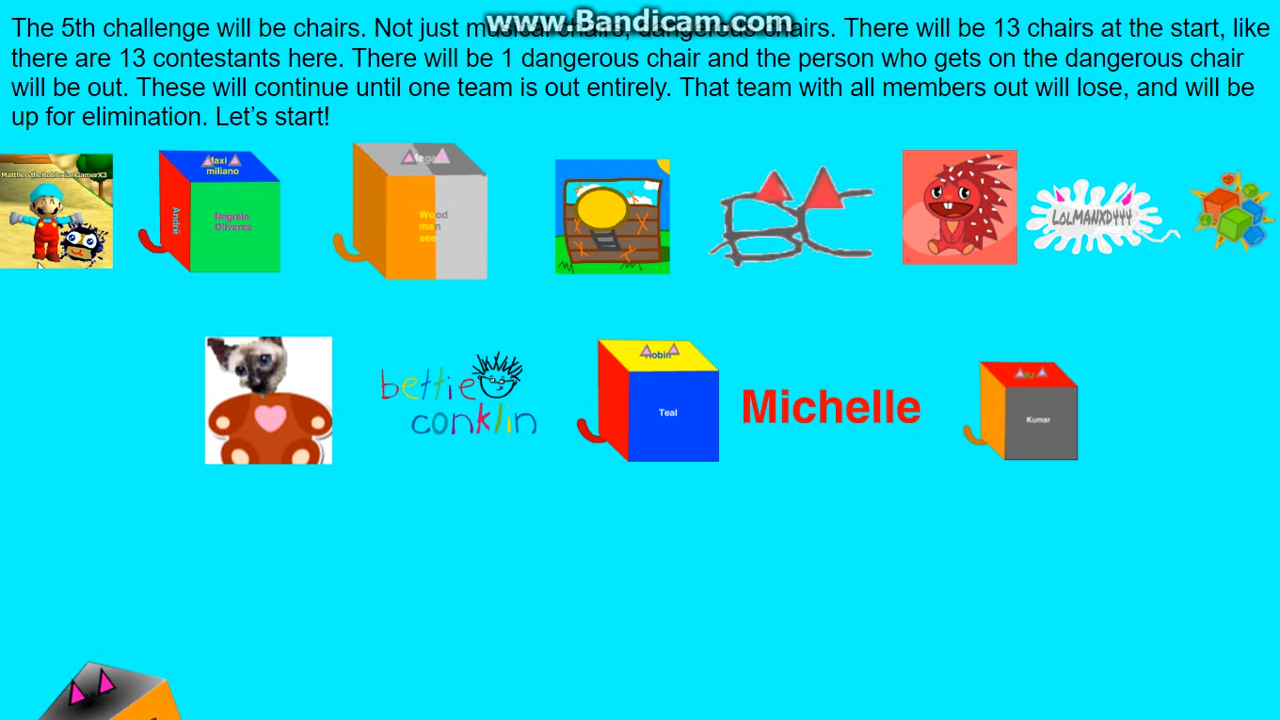 www.Bandicam.com
The 5th challenge will be chairs. Not just musical chairs, dangerous chairs. There will be 13 chairs at the start, like
there are 13 contestants here. There will be 1 dangerous chair and the person who gets on the dangerous chair
will be out. These will continue until one team is out entirely. That team with all members out will lose, and will be
up for elimination. Let’s start!
Maxi
miliano
Andrii
Negrete
Olivares
Wood
man
see
LOLMANXD444
bettie
conklin
Robin
Teal
Michelle
Kumar